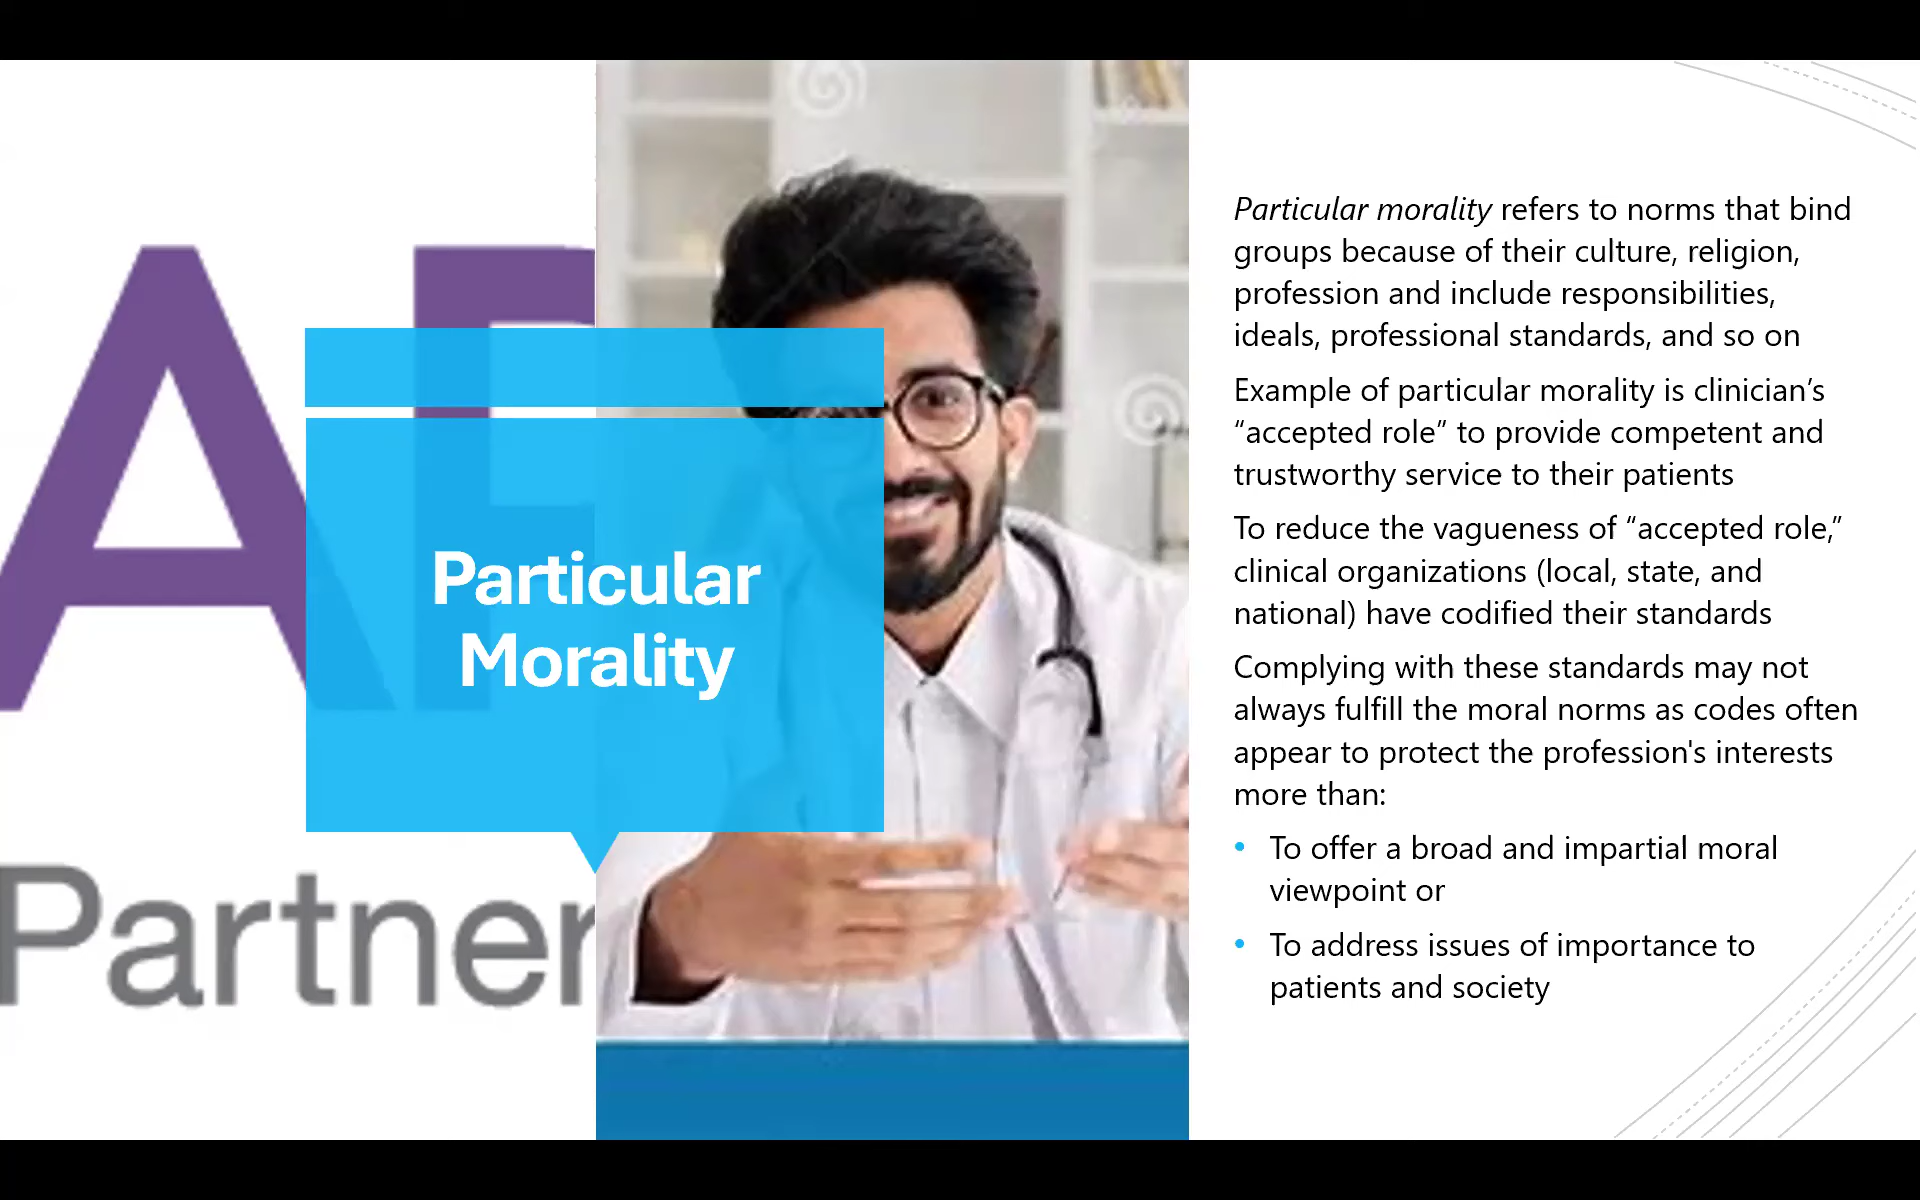 AP
Partner
Particular
Morality
Particular morality refers to norms that bind
groups because of their culture, religion,
profession and include responsibilities,
ideals, professional standards, and so on
Example of particular morality is clinician’s
“accepted role” to provide competent and
trustworthy service to their patients
To reduce the vagueness of “accepted role,”
clinical organizations (local, state, and
national) have codified their standards
Complying with these standards may not
always fulfill the moral norms as codes often
appear to protect the profession's interests
more than:
• To offer a broad and impartial moral
viewpoint or
• To address issues of importance to
patients and society